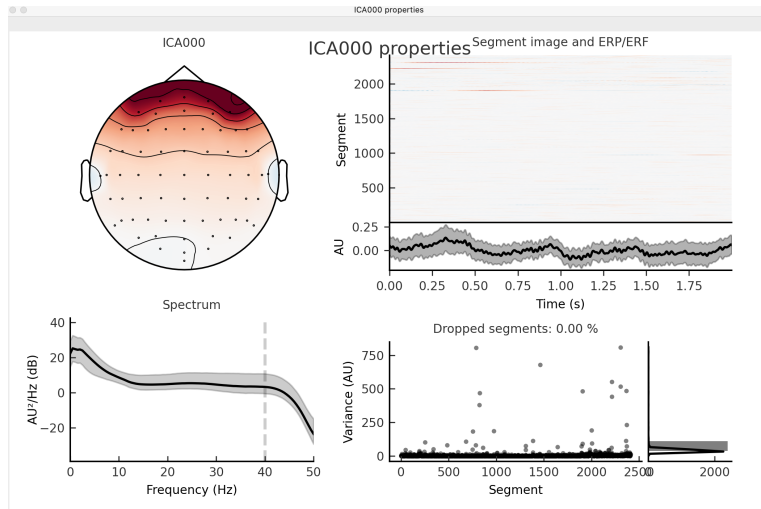 ICA000 properties
ICA000 properties
ICA000
Segment image and ERP/ERF
Segment
2000
1500
1000
500
AU
0.25
0.00
0.00 0.25 0.50 0.75 1.00 1.25 1.50 1.75
Time (s)
Spectrum
AU²/Hz (dB)
40
20
0
−20
0 10 20 30 40 50
Frequency (Hz)
Dropped segments: 0.00 %
Variance (AU)
750
500
250
0
0 500 1000 1500 2000 2500
0 2000
Segment